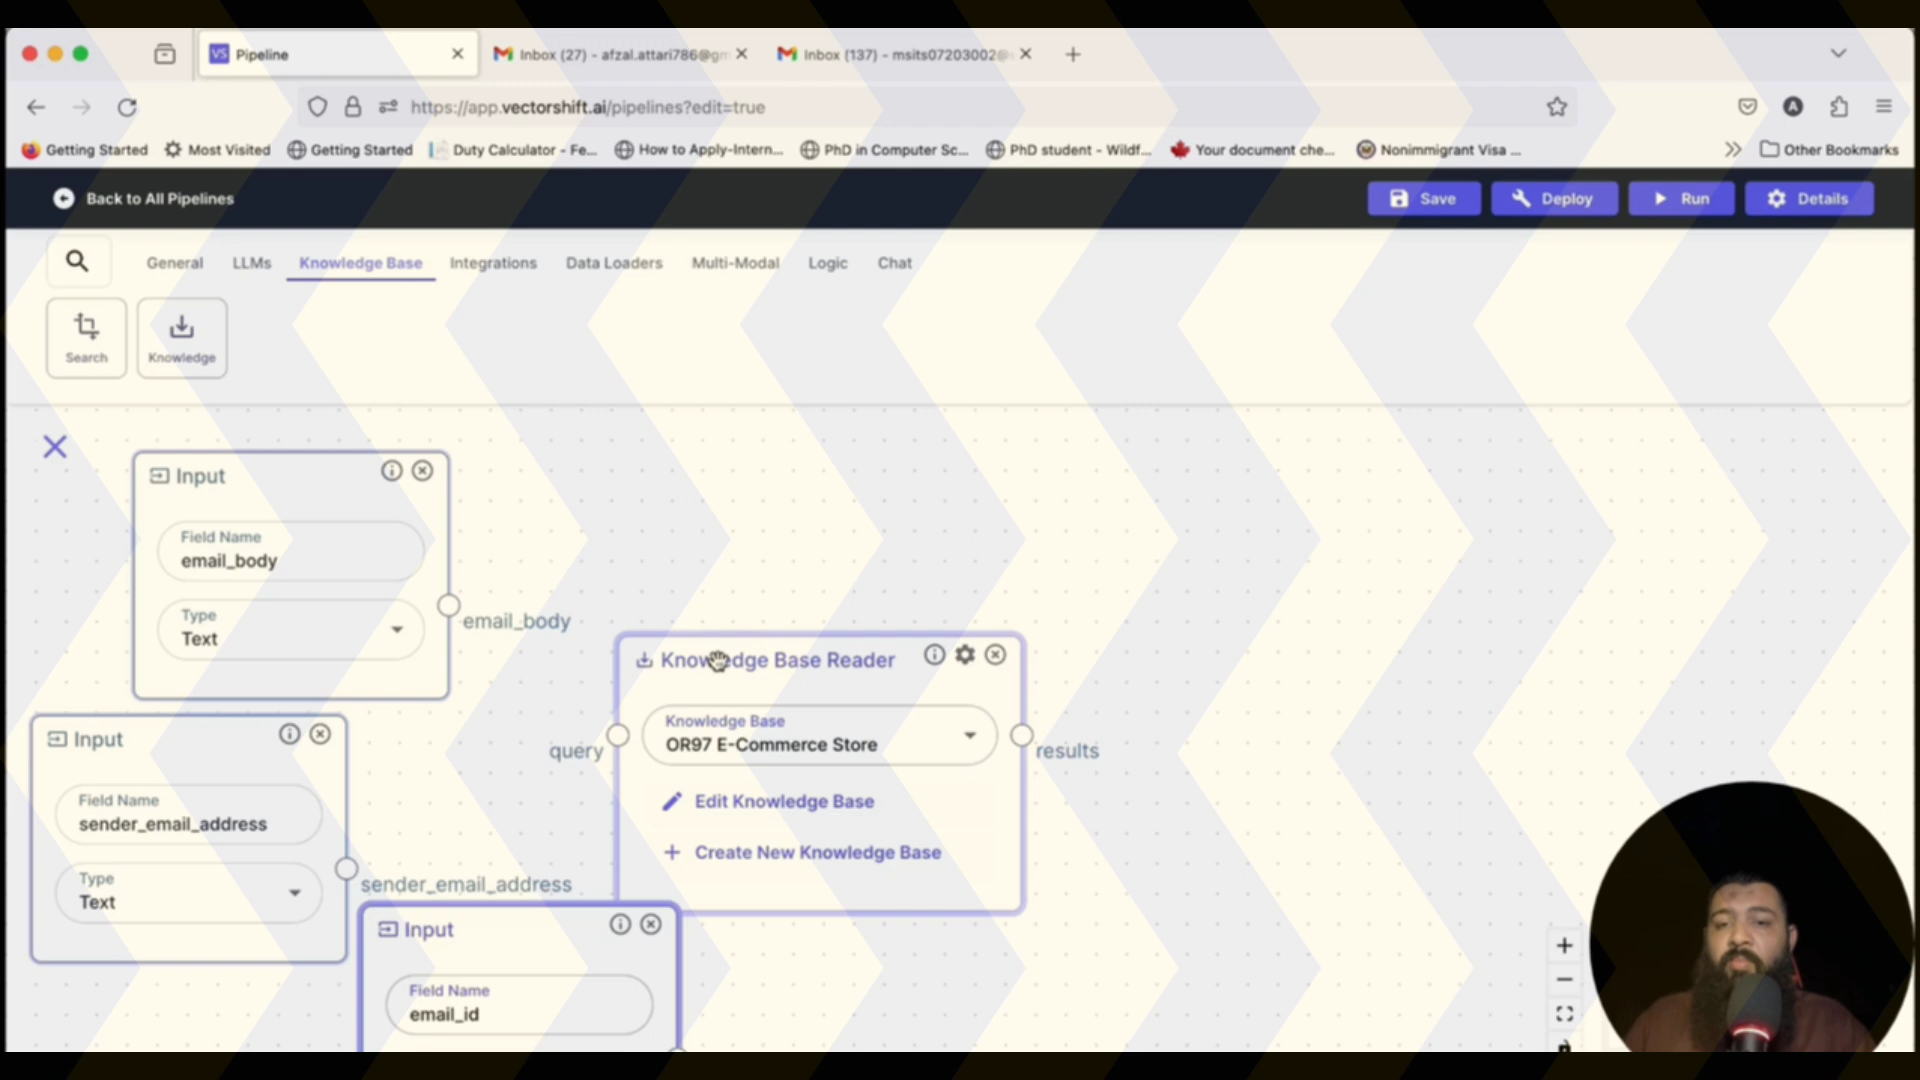 VS Pipeline
Inbox (27) - afzal.attari786@gm
Inbox (137) - msits07203002@
https://app.vectorshift.ai/pipelines?edit=true
A
Getting Started
Most Visited
Getting Started
Duty Calculator - Fe...
How to Apply-Intern...
PhD in Computer Sc...
PhD student - Wildf...
Your document che...
Nonimmigrant Visa ...
Other Bookmarks
Back to All Pipelines
Save
Deploy
Run
Details
General
LLMs
Knowledge Base
Integrations
Data Loaders
Multi-Modal
Logic
Chat
Search
Knowledge
Input
Field Name
email_body
Type
Text
email_body
Knowledge Base Reader
Knowledge Base
OR97 E-Commerce Store
query
results
Edit Knowledge Base
Create New Knowledge Base
Input
Field Name
sender_email_address
Type
Text
sender_email_address
Input
Field Name
email_id